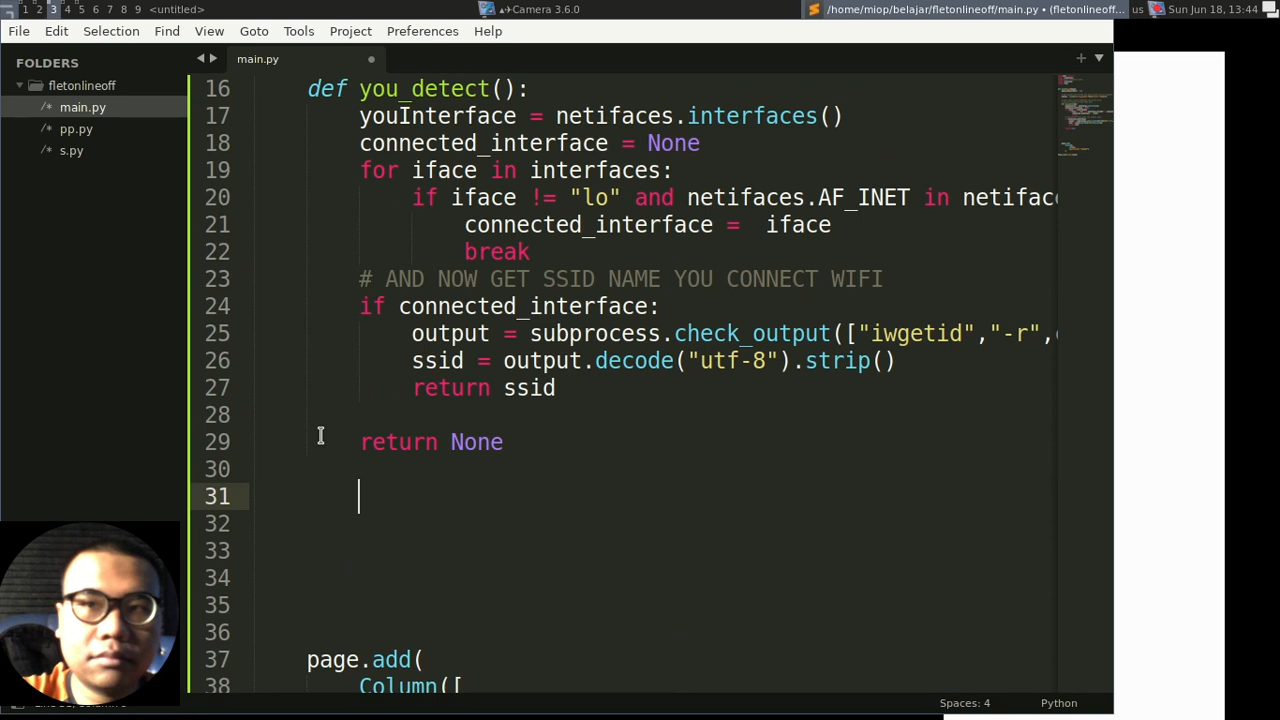 1 2 3 4 5 6 7 8 9 <untitled>
Camera 3.6.0
/home/miop/belajar/fletonlineoff/main.py • (fletonlineoff...
us
Sun Jun 18, 13:44
File Edit Selection Find View Goto Tools Project Preferences Help
FOLDERS
fletonlineoff
/* main.py
/* pp.py
/* s.py
main.py
16 def you_detect():
17 youInterface = netifaces.interfaces()
18 connected_interface = None
19 for iface in interfaces:
20 if iface != "lo" and netifaces.AF_INET in netifac
21 connected_interface =  iface
22 break
23 # AND NOW GET SSID NAME YOU CONNECT WIFI
24 if connected_interface:
25 output = subprocess.check_output(["iwgetid","-r",
26 ssid = output.decode("utf-8").strip()
27 return ssid
28
29 return None
30
31
32
33
34
35
36
37 page.add(
38 Column([
Spaces: 4
Python